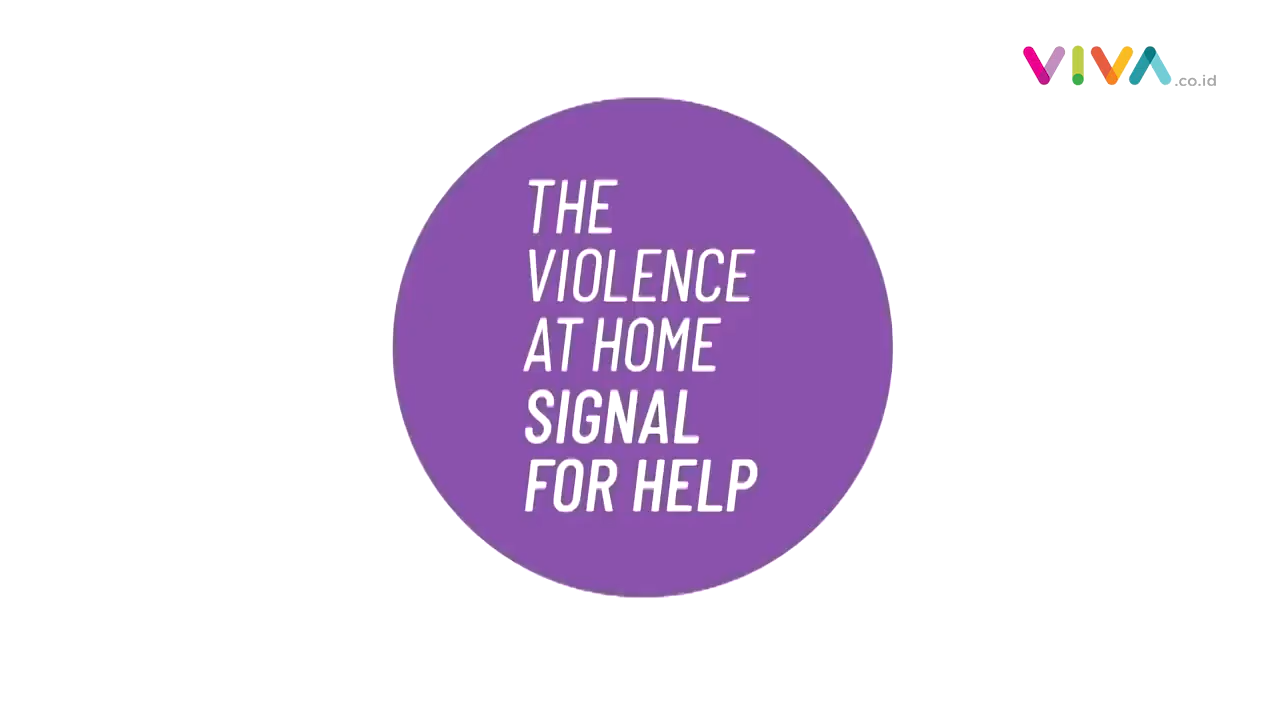 VIVA.co.id
THE
VIOLENCE
AT HOME
SIGNAL
FOR HELP